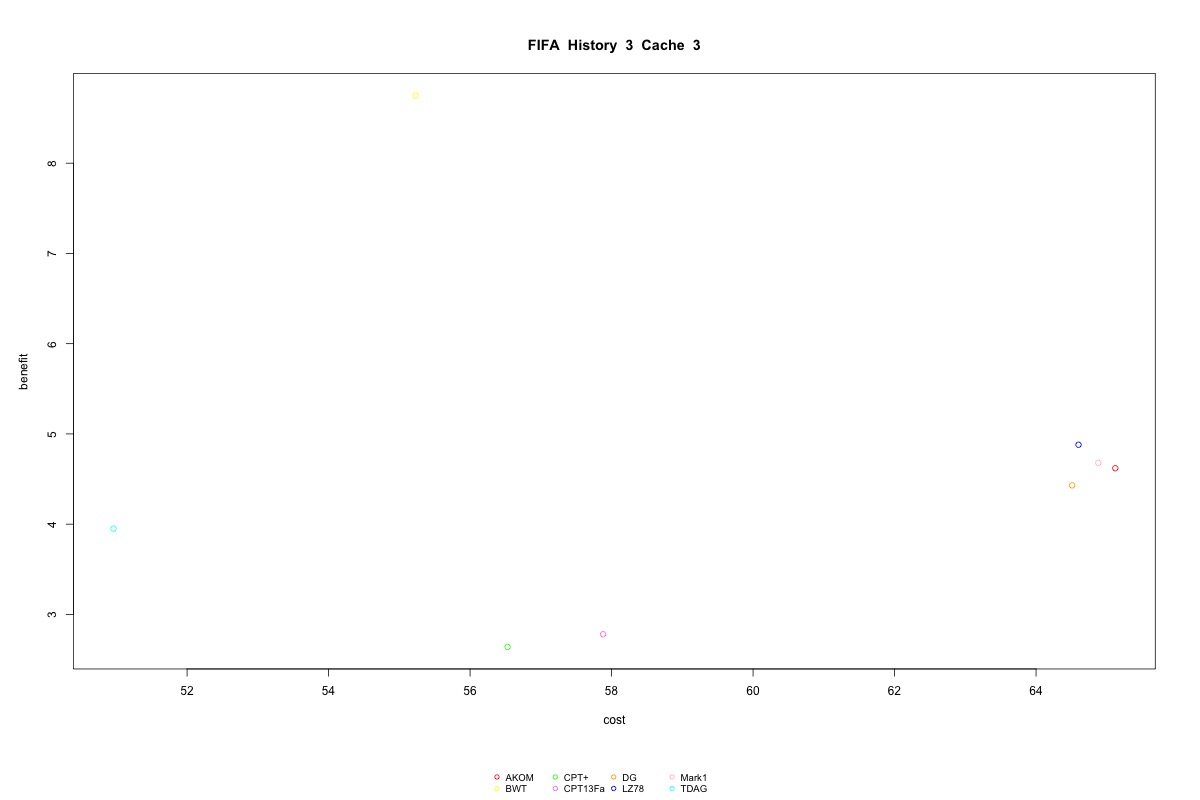 FIFA History 3 Cache 3
8
7
6
5
4
3
benefit
52 54 56 58 60 62 64
cost
AKOM CPT+ DG Mark1
BWT CPT13Fa LZ78 TDAG